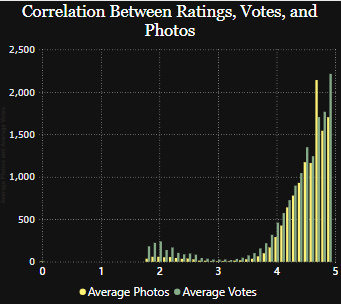 Correlation Between Ratings, Votes, and
Photos
2,500
2,000
1,500
1,000
500
0
0 1 2 3 4 5
Average Photos Average Votes